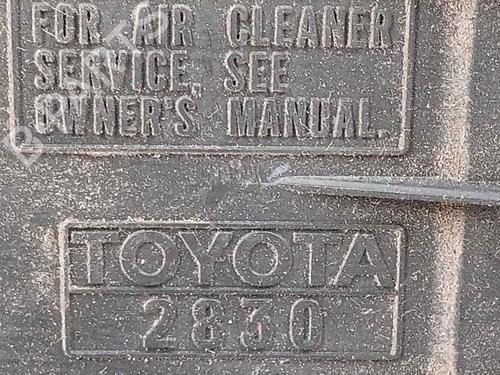 FOR AIR CLEANER
SERVICE, SEE
OWNER'S MANUAL.
TOYOTA
2830